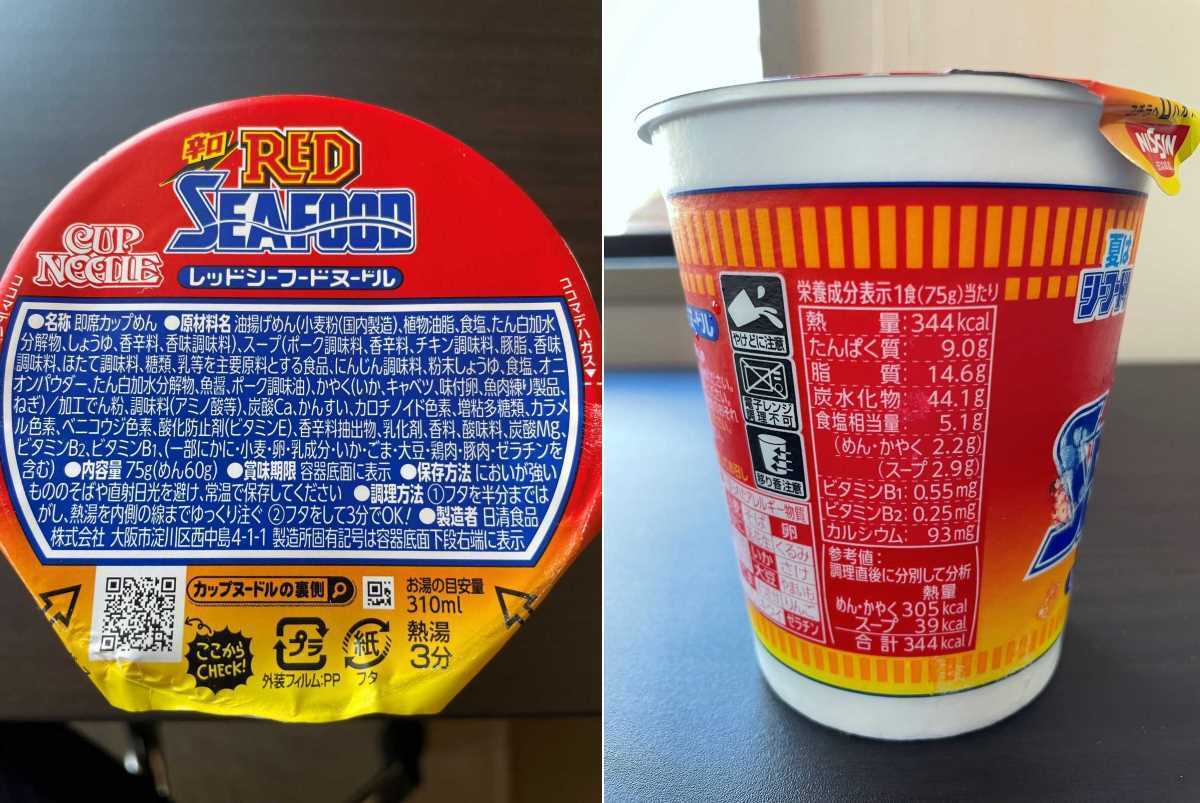 辛口
RED
SEAFOOD
CUP
NOODLE
レッドシーフードヌードル
●名称 即席カップめん ●原材料名 油揚げめん(小麦粉(国内製造)、植物油脂、食塩、たん白加水
分解物、しょうゆ、香辛料、香味調味料)、スープ(ポーク調味料、香辛料、チキン調味料、豚脂、香味
調味料、ほたて調味料、糖類、乳等を主要原料とする食品、にんじん調味料、粉末しょうゆ、食塩、オニ
オンパウダー、たん白加水分解物、魚醤、ポーク調味油)、かやく(いか、キャベツ、味付卵、魚肉練り製品、
ねぎ)/加工でん粉、調味料(アミノ酸等)、炭酸Ca、かんすい、カロチノイド色素、増粘多糖類、カラメ
ル色素、ベニコウジ色素、酸化防止剤(ビタミンE)、香辛料抽出物、乳化剤、香料、酸味料、炭酸Mg、
ビタミンB2、ビタミンB1、(一部にかに・小麦・卵・乳成分・いか・ごま・大豆・鶏肉・豚肉・ゼラチンを
含む) ●内容量 75g(めん60g) ●賞味期限 容器底面に表示 ●保存方法 においが強い
もののそばや直射日光を避け、常温で保存してください ●調理方法 ①フタを半分まては
がし、熱湯を内側の線までゆっくり注ぐ ②フタをして3分でOK! ●製造者 日清食品
株式会社 大阪市淀川区西中島4-1-1 製造所固有記号は容器底面下段右端に表示
カップヌードルの裏側
ここから
CHECK!
プラ
外装フィルム:PP
紙
フタ
お湯の目安量
310ml
熱湯
3分
NISSIN
夏は
シーフード
やけどに注意
電子レンジ
調理不可
移り香注意
栄養成分表示1食(75g)当たり
熱量:344kcal
たんぱく質: 9.0g
脂質: 14.6g
炭水化物: 44.1g
食塩相当量: 5.1g
(めん・かやく 2.2g)
(スープ 2.9g)
ビタミンB1: 0.55mg
ビタミンB2: 0.25mg
カルシウム: 93mg
参考値:
調理直後に分別して分析
熱量
めん・かやく 305kcal
スープ 39kcal
合計 344kcal
アレルギー物質
卵
くるみ
いか
さけ
大豆
やまいも
りんご
ゼラチン